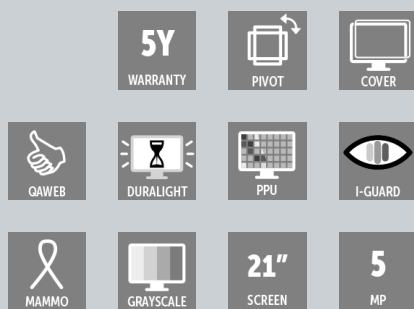 5Y
WARRANTY
PIVOT
COVER
QAWEB
DURALIGHT
PPU
I-GUARD
MAMMO
GRAYSCALE
21"
SCREEN
5
MP